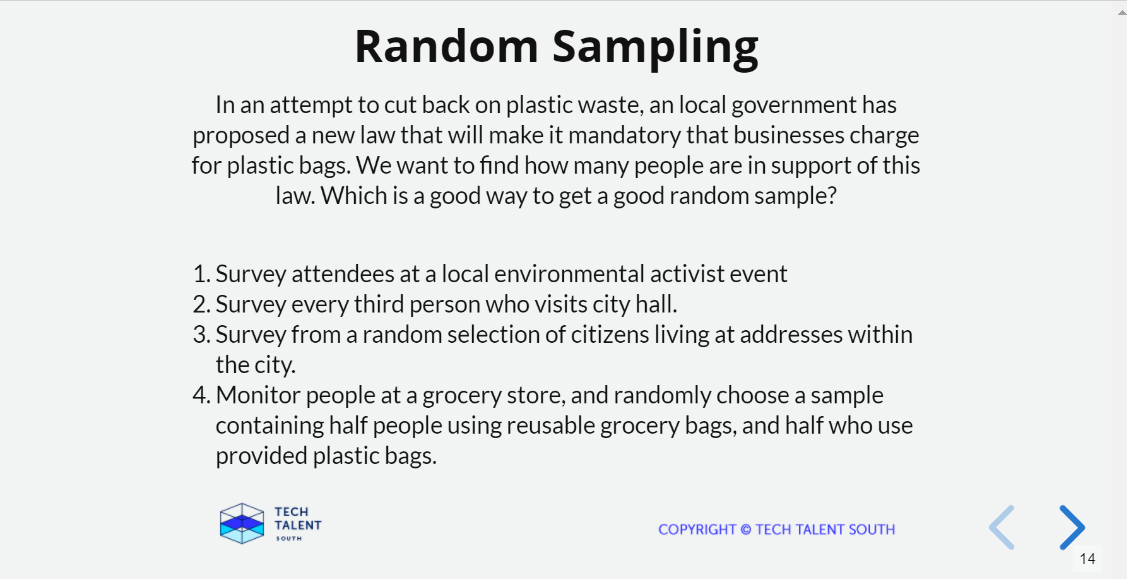 Random Sampling
In an attempt to cut back on plastic waste, an local government has
proposed a new law that will make it mandatory that businesses charge
for plastic bags. We want to find how many people are in support of this
law. Which is a good way to get a good random sample?
1. Survey attendees at a local environmental activist event
2. Survey every third person who visits city hall.
3. Survey from a random selection of citizens living at addresses within
the city.
4. Monitor people at a grocery store, and randomly choose a sample
containing half people using reusable grocery bags, and half who use
provided plastic bags.
TECH
TALENT
SOUTH
COPYRIGHT © TECH TALENT SOUTH
14